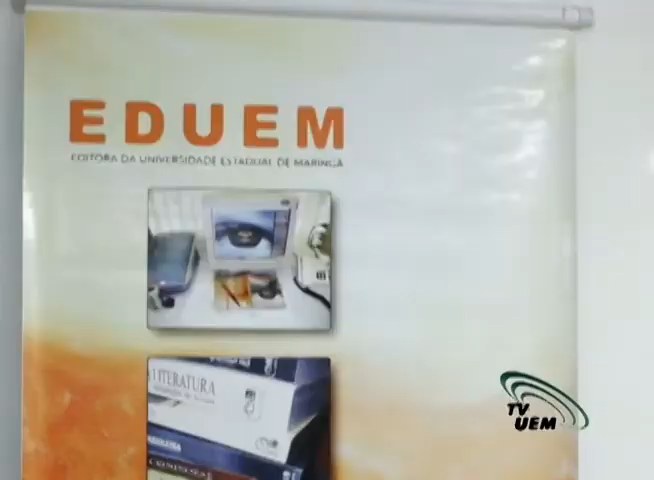 EDUEM
EDITORA DA UNIVERSIDADE ESTADUAL DE MARINGÁ
LITERATURA
TV
UEM